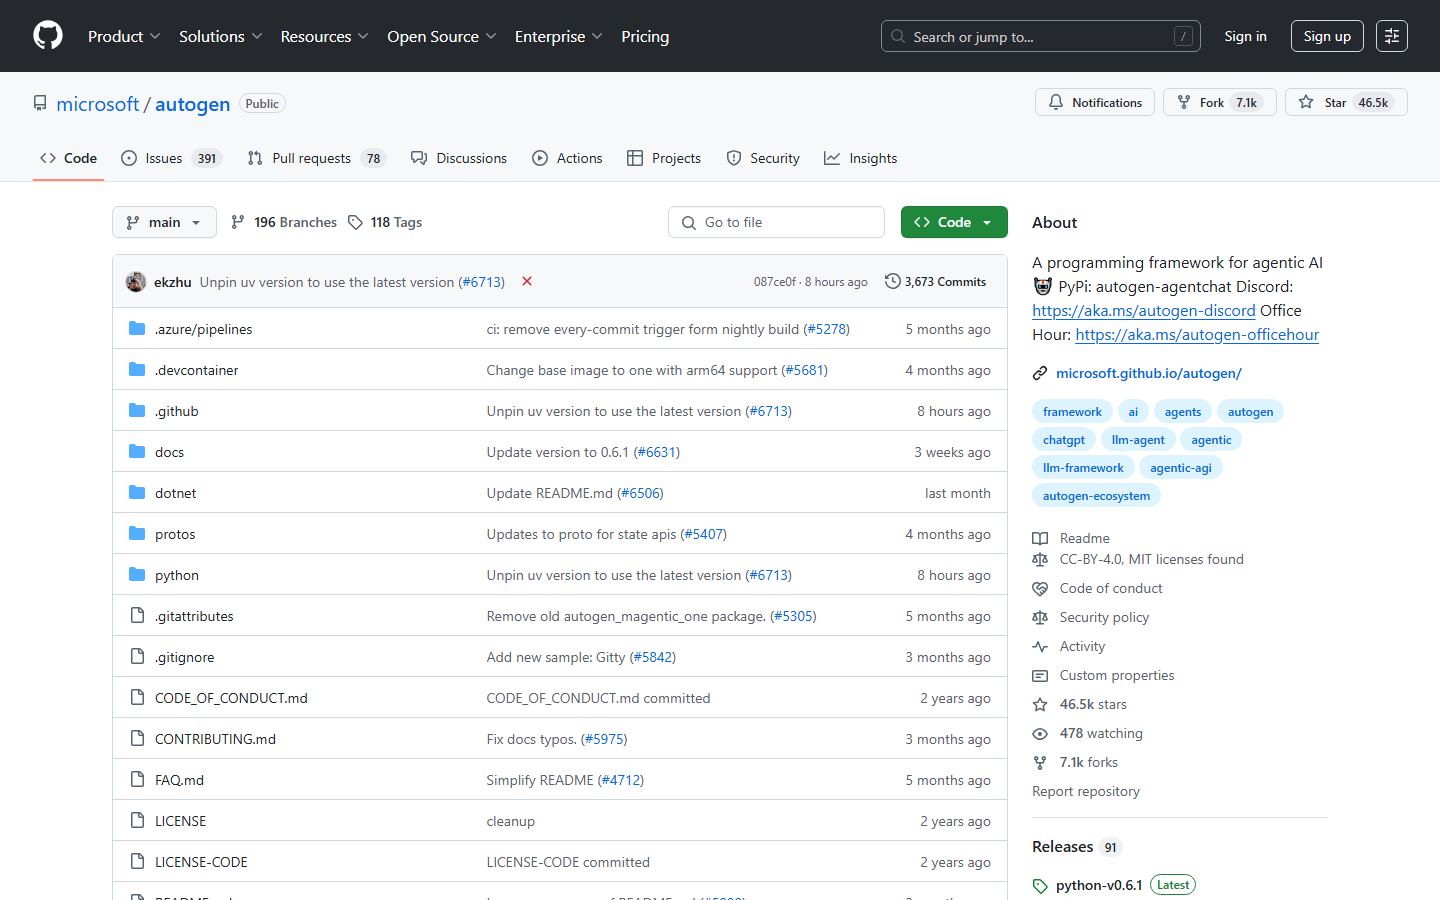 Product Solutions Resources Open Source Enterprise Pricing Search or jump to... / Sign in Sign up
microsoft / autogen Public Notifications Fork 7.1k Star 46.5k
Code Issues 391 Pull requests 78 Discussions Actions Projects Security Insights
main 196 Branches 118 Tags Go to file Code
ekzhu Unpin uv version to use the latest version (#6713) 087ce0f · 8 hours ago 3,673 Commits
.azure/pipelines ci: remove every-commit trigger form nightly build (#5278) 5 months ago
.devcontainer Change base image to one with arm64 support (#5681) 4 months ago
.github Unpin uv version to use the latest version (#6713) 8 hours ago
docs Update version to 0.6.1 (#6631) 3 weeks ago
dotnet Update README.md (#6506) last month
protos Updates to proto for state apis (#5407) 4 months ago
python Unpin uv version to use the latest version (#6713) 8 hours ago
.gitattributes Remove old autogen_magentic_one package. (#5305) 5 months ago
.gitignore Add new sample: Gitty (#5842) 3 months ago
CODE_OF_CONDUCT.md CODE_OF_CONDUCT.md committed 2 years ago
CONTRIBUTING.md Fix docs typos. (#5975) 3 months ago
FAQ.md Simplify README (#4712) 5 months ago
LICENSE cleanup 2 years ago
LICENSE-CODE LICENSE-CODE committed 2 years ago
About
A programming framework for agentic AI
PyPi: autogen-agentchat Discord:
https://aka.ms/autogen-discord Office
Hour: https://aka.ms/autogen-officehour
microsoft.github.io/autogen/
framework ai agents autogen
chatgpt llm-agent agentic
llm-framework agentic-agi
autogen-ecosystem
Readme
CC-BY-4.0, MIT licenses found
Code of conduct
Security policy
Activity
Custom properties
46.5k stars
478 watching
7.1k forks
Report repository
Releases 91
python-v0.6.1 Latest